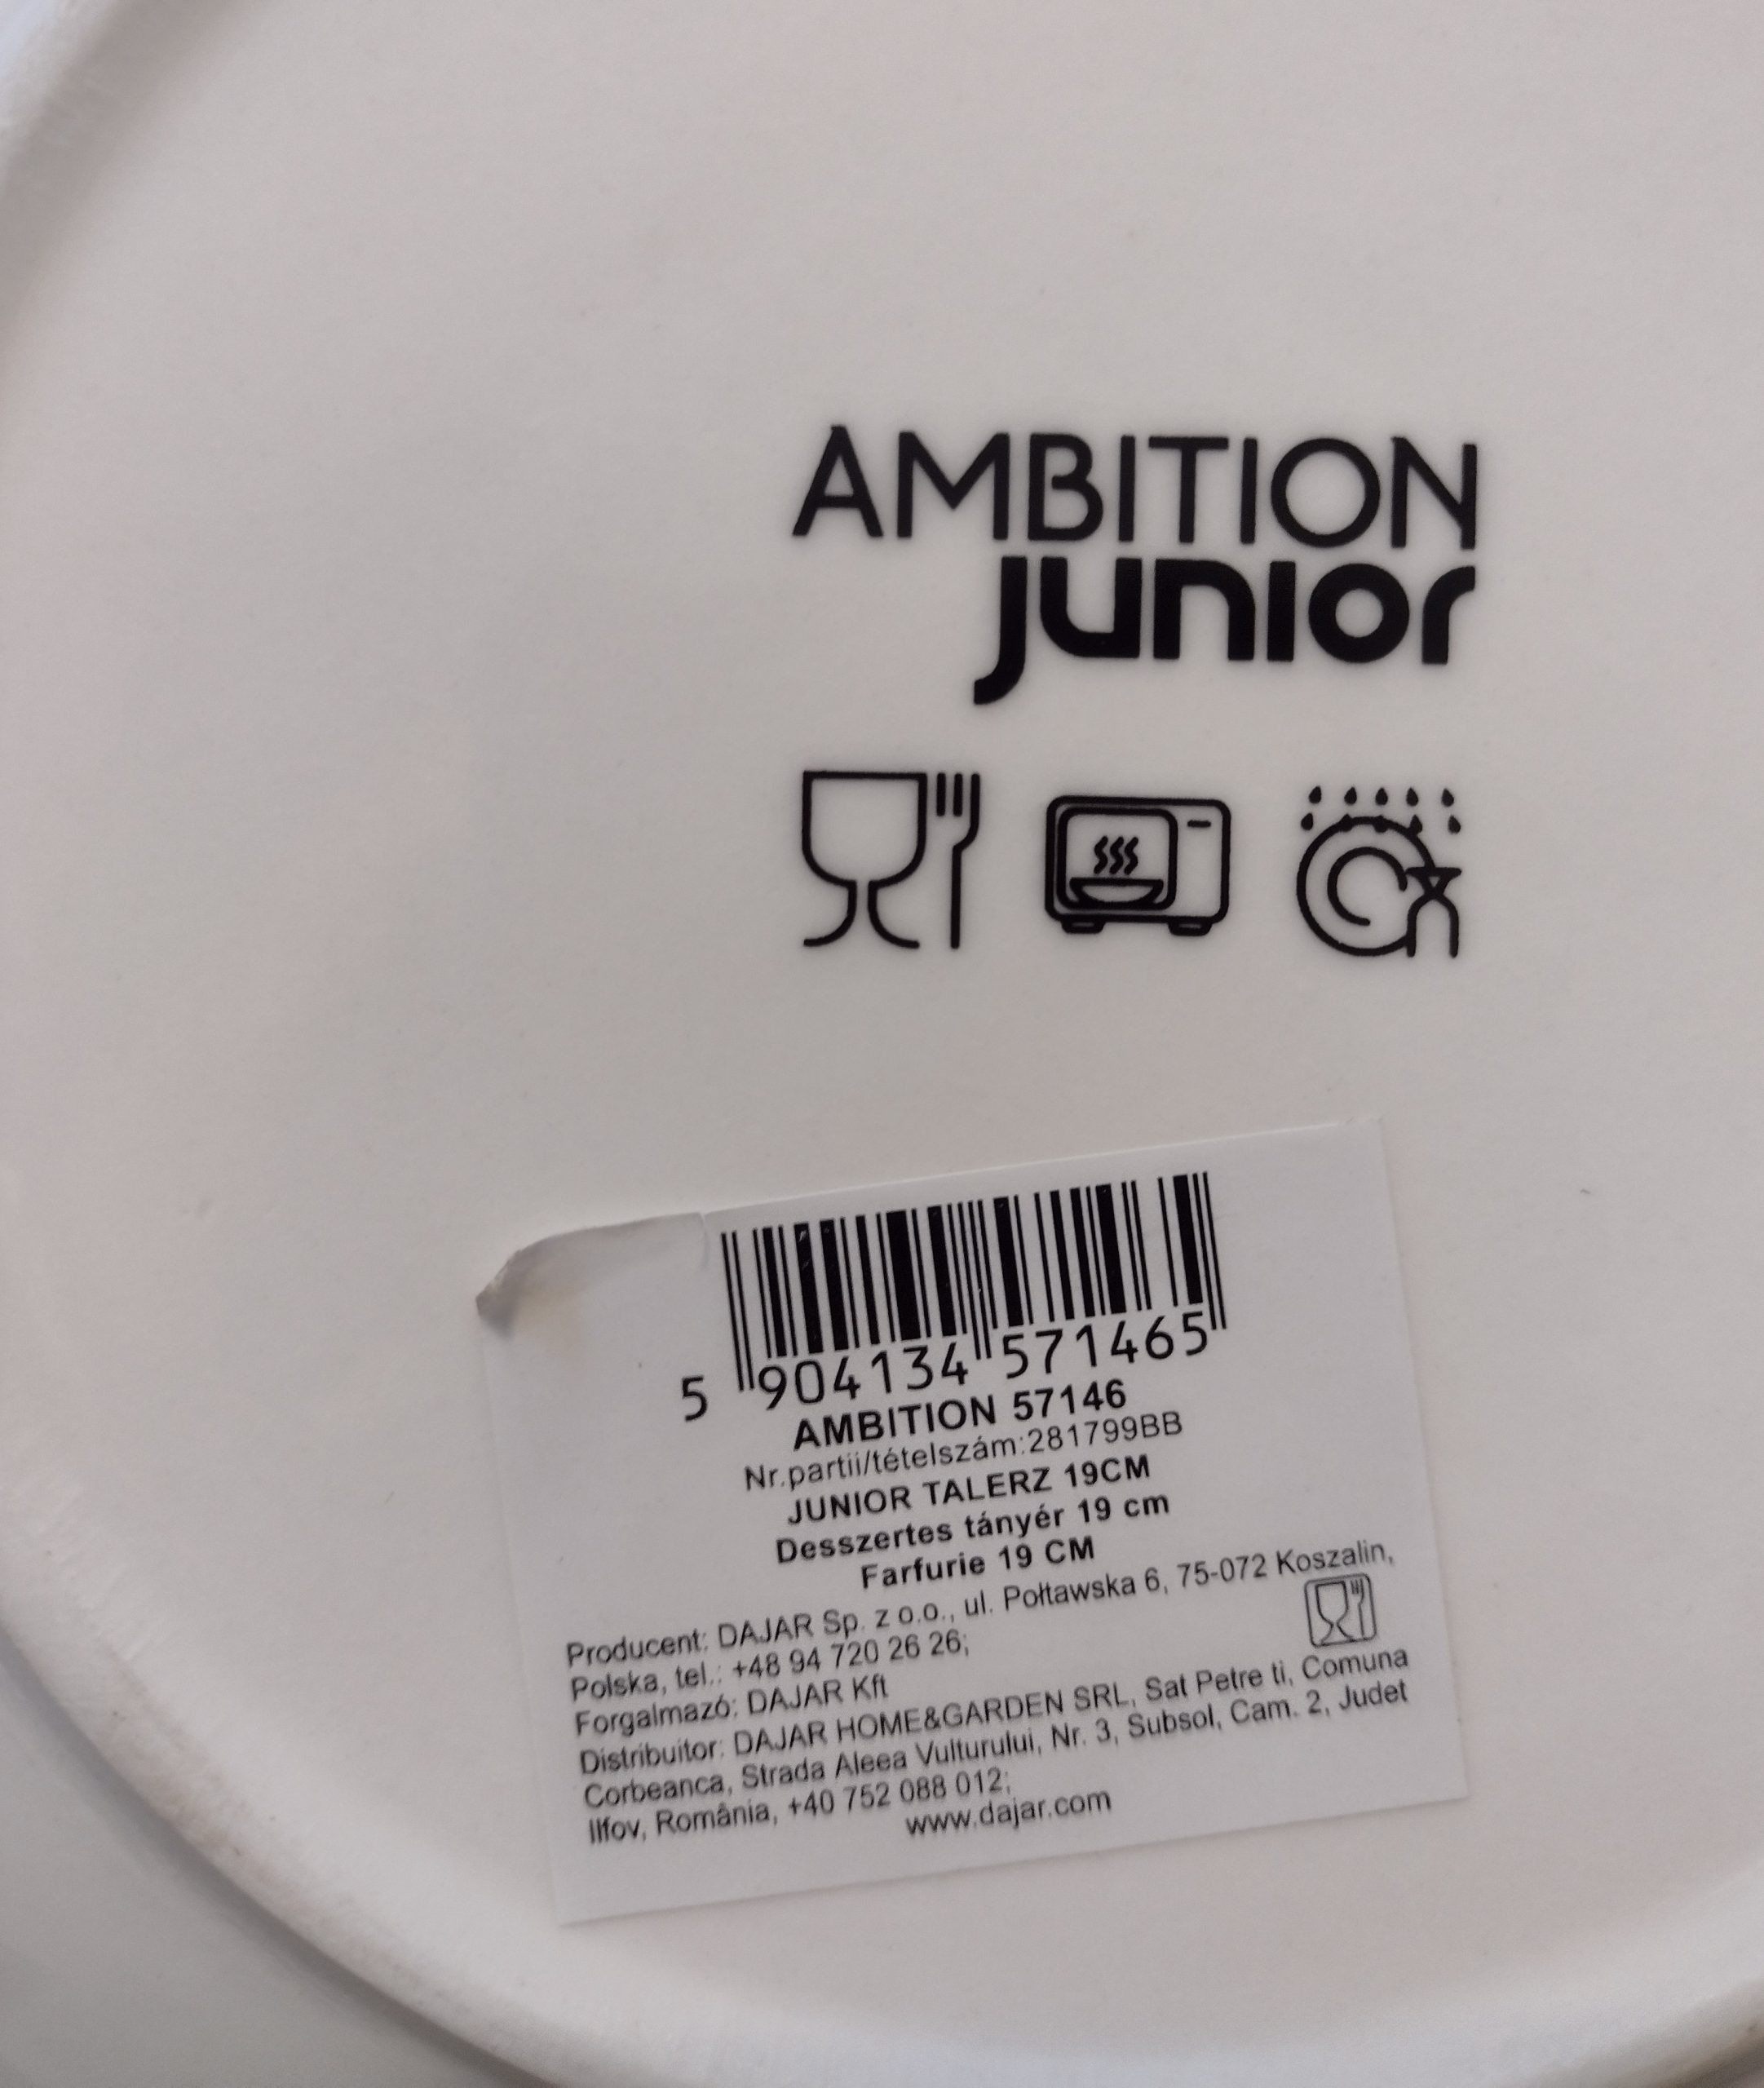 AMBITION
junior
5 904134 571465
AMBITION 57146
Nr.partii/tételszám:281799BB
JUNIOR TALERZ 19CM
Desszertes tányér 19 cm
Farfurie 19 CM
Producent: DAJAR Sp. z o.o., ul. Połtawska 6, 75-072 Koszalin,
Polska, tel.: +48 94 720 26 26;
Forgalmazó: DAJAR Kft
Distribuitor: DAJAR HOME&GARDEN SRL, Sat Petre ti, Comuna
Corbeanca, Strada Aleea Vulturului, Nr. 3, Subsol, Cam. 2, Judet
Ilfov, România, +40 752 088 012;
www.dajar.com